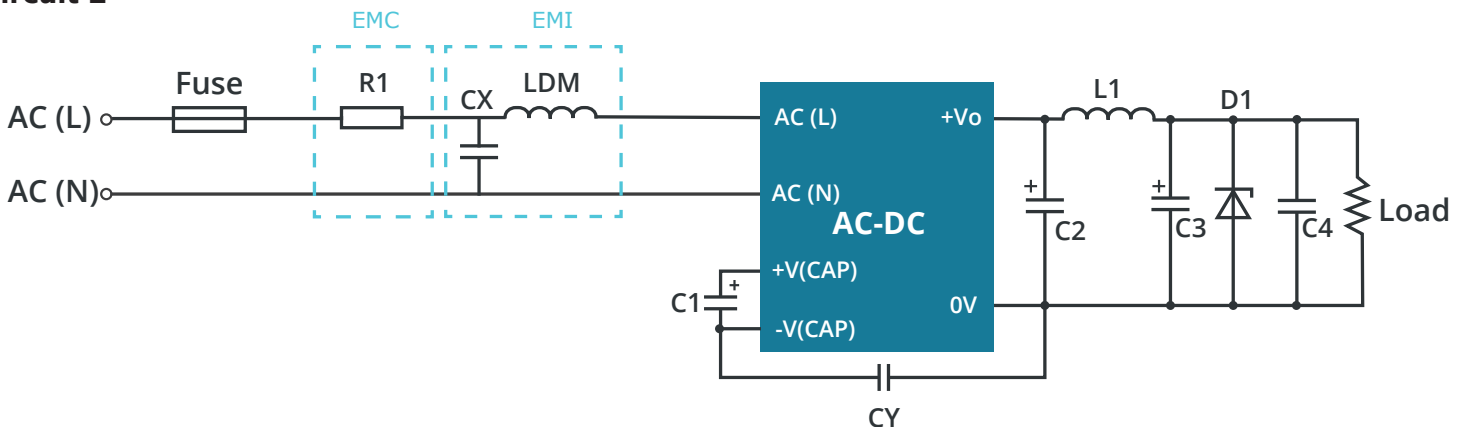 EMC
EMI
Fuse
R1
CX
LDM
AC (L)
AC (N)
AC (L)
+Vo
AC (N)
AC-DC
+V(CAP)
0V
-V(CAP)
C1
+
CY
L1
D1
+
C2
+
C3
C4
Load